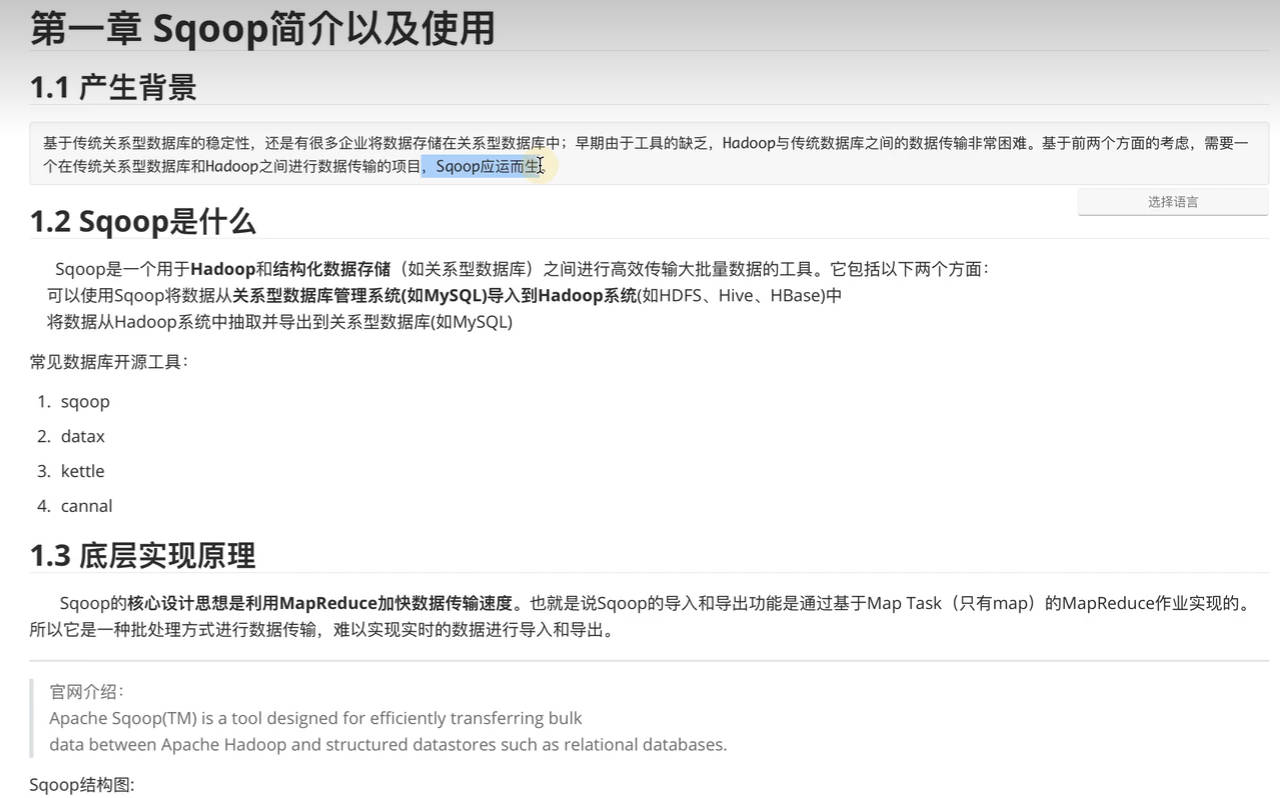 第一章 Sqoop简介以及使用
1.1 产生背景
基于传统关系型数据库的稳定性，还是有很多企业将数据存储在关系型数据库中；早期由于工具的缺乏，Hadoop与传统数据库之间的数据传输非常困难。基于前两个方面的考虑，需要一
个在传统关系型数据库和Hadoop之间进行数据传输的项目，Sqoop应运而生。
选择语言
1.2 Sqoop是什么
Sqoop是一个用于Hadoop和结构化数据存储（如关系型数据库）之间进行高效传输大批量数据的工具。它包括以下两个方面：
可以使用Sqoop将数据从关系型数据库管理系统(如MySQL)导入到Hadoop系统(如HDFS、Hive、HBase)中
将数据从Hadoop系统中抽取并导出到关系型数据库(如MySQL)
常见数据库开源工具：
1. sqoop
2. datax
3. kettle
4. cannal
1.3 底层实现原理
Sqoop的核心设计思想是利用MapReduce加快数据传输速度。也就是说Sqoop的导入和导出功能是通过基于Map Task（只有map）的MapReduce作业实现的。
所以它是一种批处理方式进行数据传输，难以实现实时的数据进行导入和导出。
官网介绍：
Apache Sqoop(TM) is a tool designed for efficiently transferring bulk
data between Apache Hadoop and structured datastores such as relational databases.
Sqoop结构图: